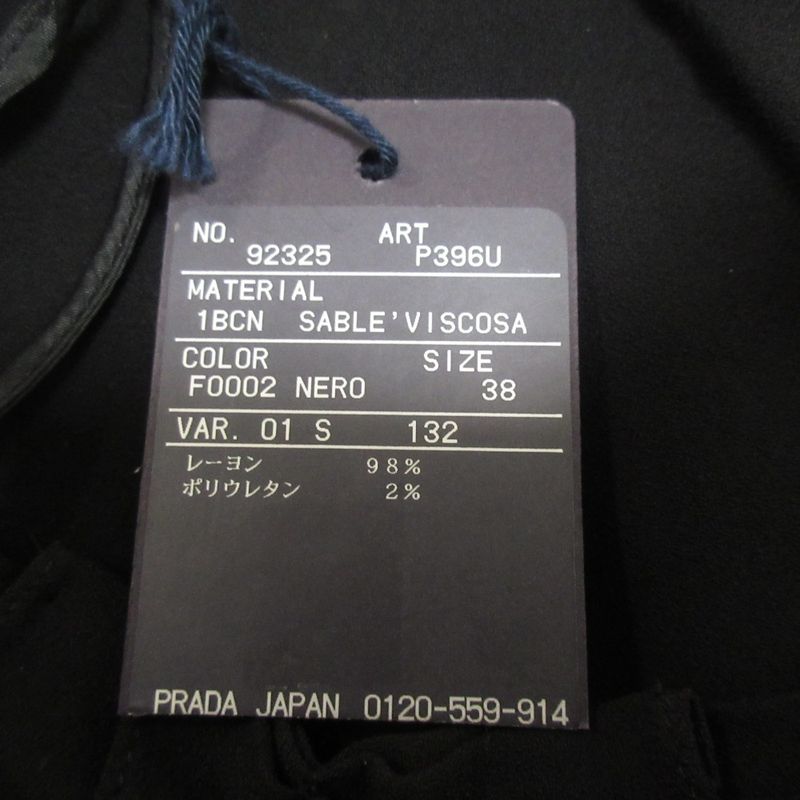 NO. ART
92325 P396U
MATERIAL
1BCN SABLE'VISCOSA
COLOR SIZE
F0002 NERO 38
VAR. 01 S 132
レーヨン 98%
ポリウレタン 2%
PRADA JAPAN 0120-559-914